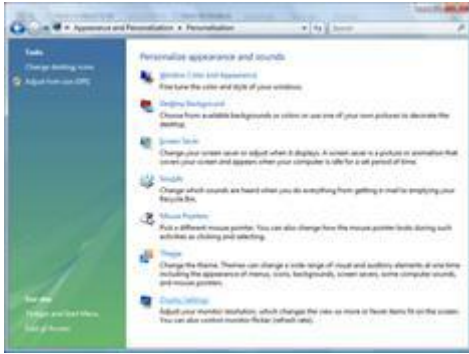 Appearance and Personalization ▸ Personalization
Search
Tasks
Change desktop icons
Adjust font size (DPI)
Personalize appearance and sounds
Window Color and Appearance
Fine tune the color and style of your windows.
Desktop Background
Choose from available backgrounds or colors or use one of your own pictures to decorate the
desktop.
Screen Saver
Change your screen saver or adjust when it displays. A screen saver is a picture or animation that
covers your screen and appears when your computer is idle for a set period of time.
Sounds
Change which sounds are heard when you do everything from getting e-mail to emptying your
Recycle Bin.
Mouse Pointers
Pick a different mouse pointer. You can also change how the mouse pointer looks during such
activities as clicking and selecting.
Theme
Change the theme. Themes can change a wide range of visual and auditory elements at one time
including the appearance of menus, icons, backgrounds, screen savers, some computer sounds,
and mouse pointers.
Display Settings
Adjust your monitor resolution, which changes the view so more or fewer items fit on the screen.
You can also control monitor flicker (refresh rate).
See also
Taskbar and Start Menu
Ease of Access